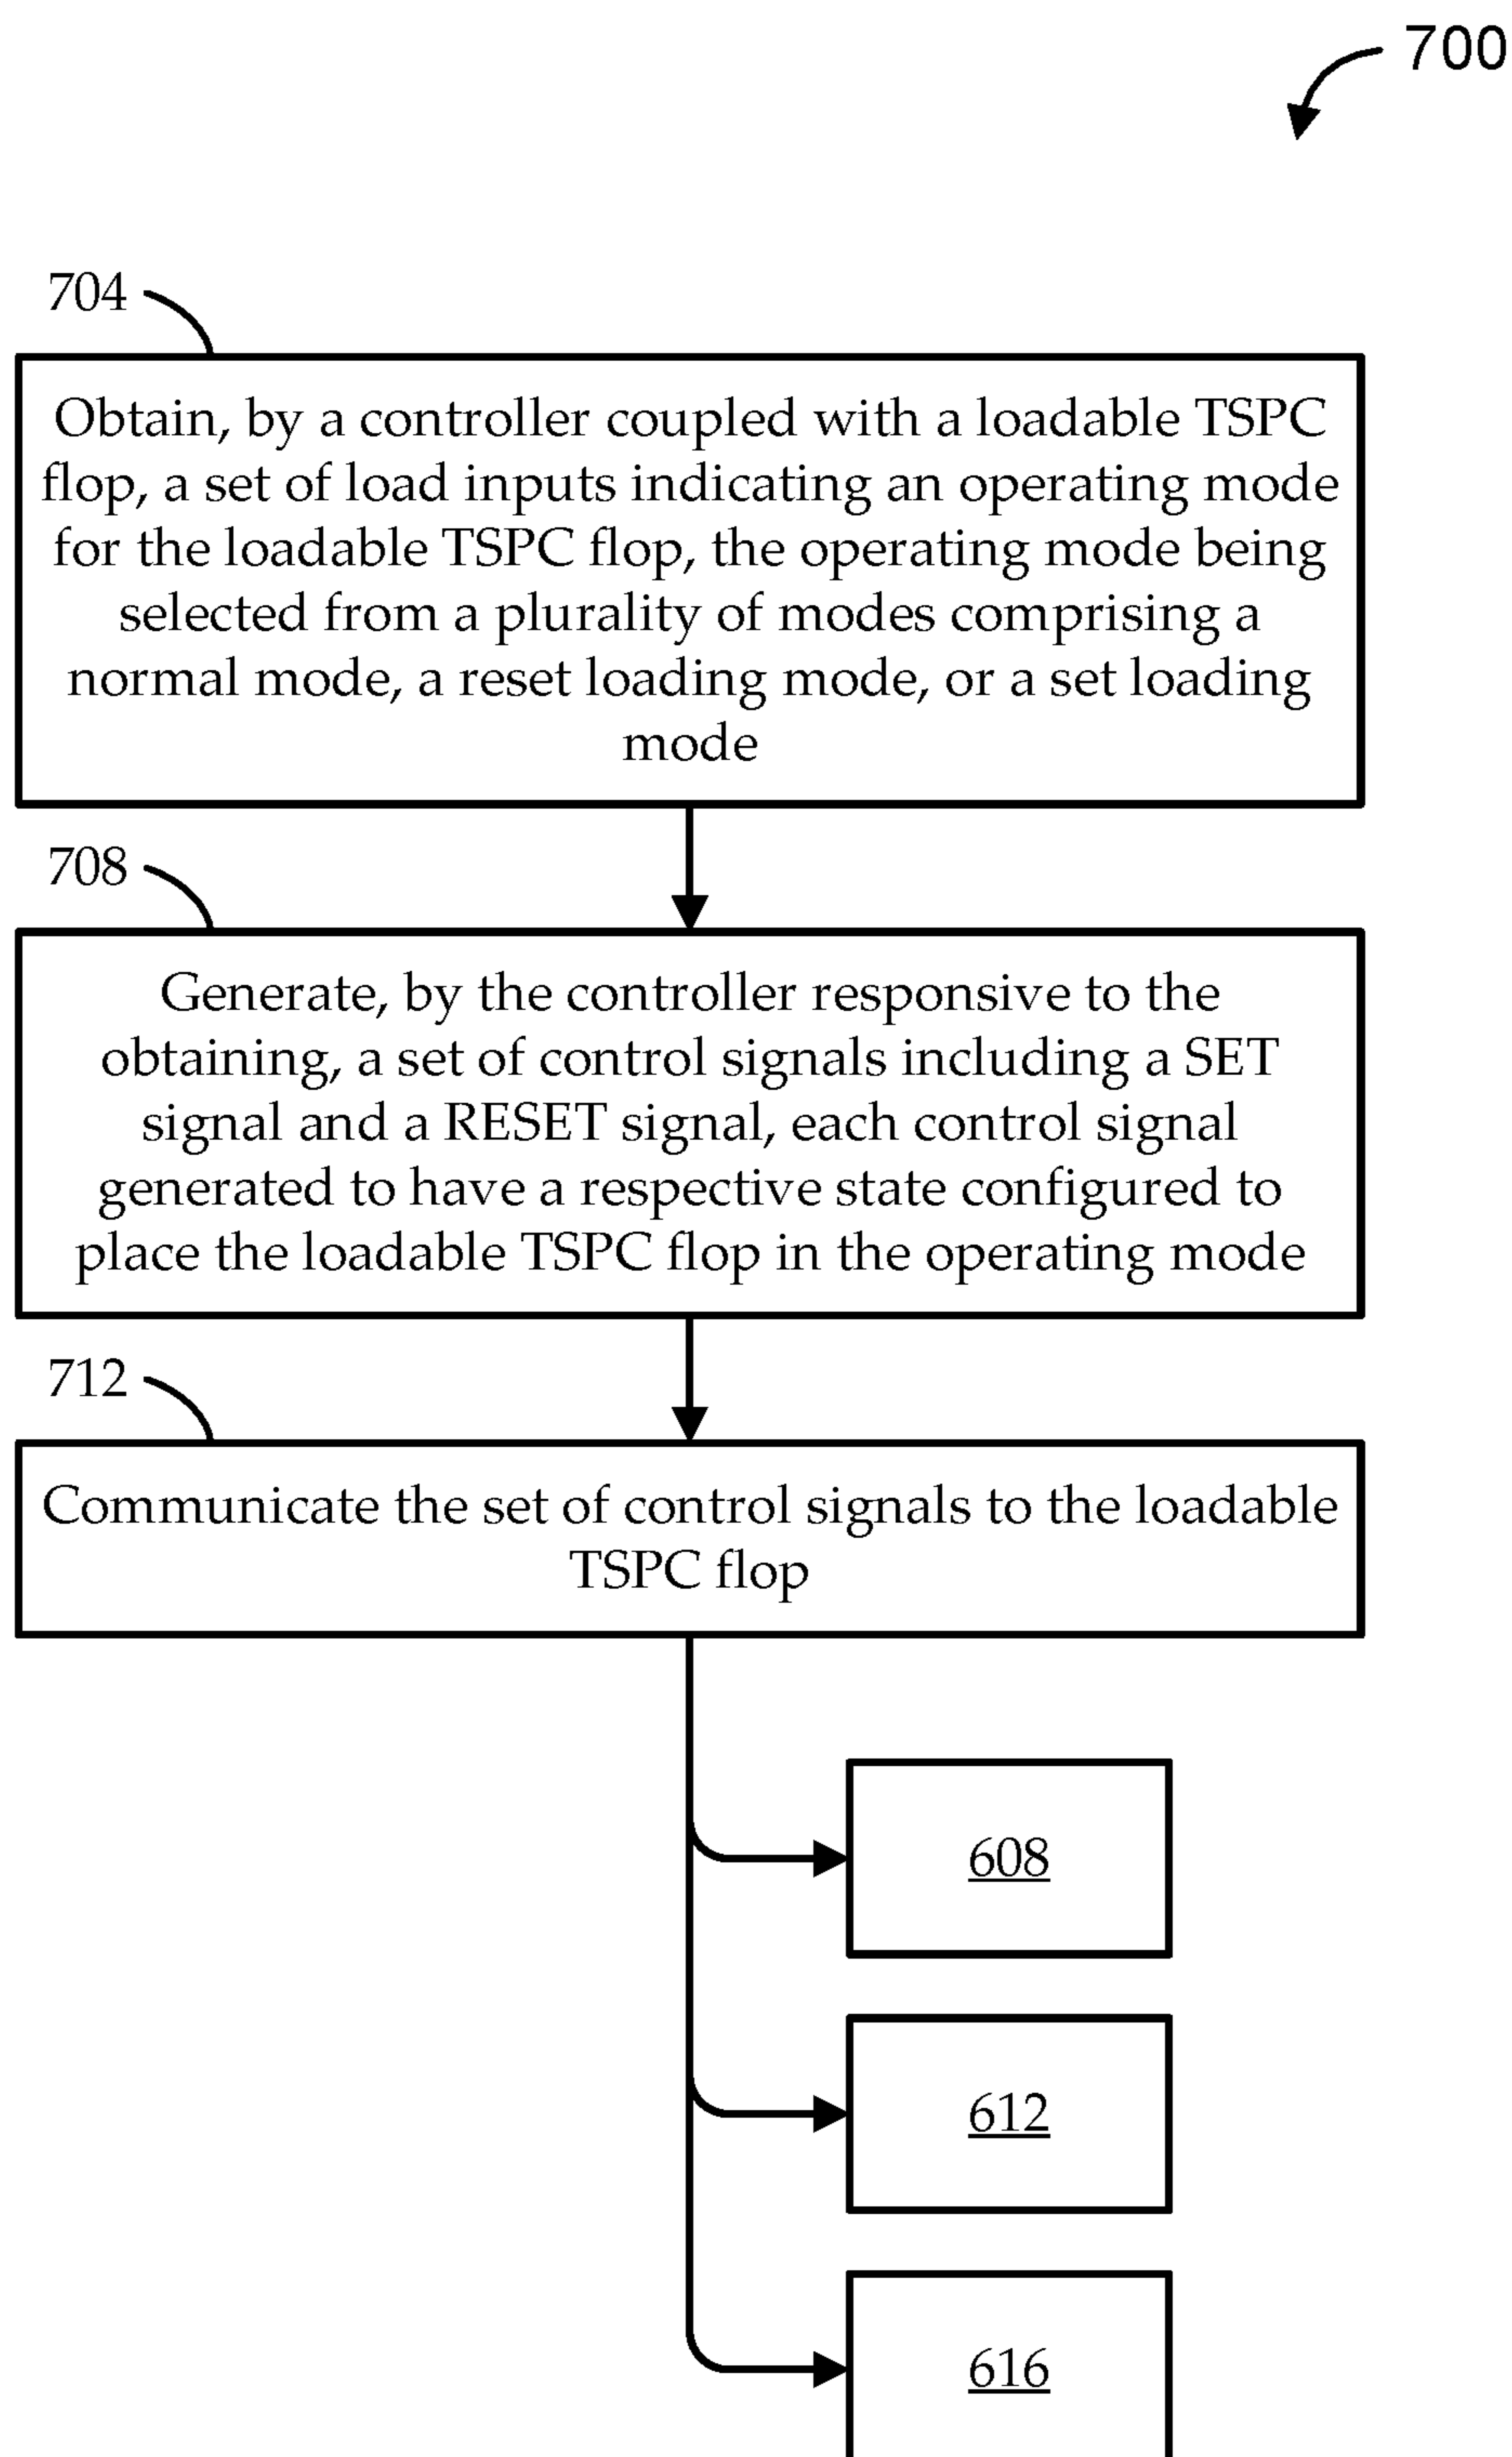 700
704
Obtain, by a controller coupled with a loadable TSPC
flop, a set of load inputs indicating an operating mode
for the loadable TSPC flop, the operating mode being
selected from a plurality of modes comprising a
normal mode, a reset loading mode, or a set loading
mode
708
Generate, by the controller responsive to the
obtaining, a set of control signals including a SET
signal and a RESET signal, each control signal
generated to have a respective state configured to
place the loadable TSPC flop in the operating mode
712
Communicate the set of control signals to the loadable
TSPC flop
608
612
616